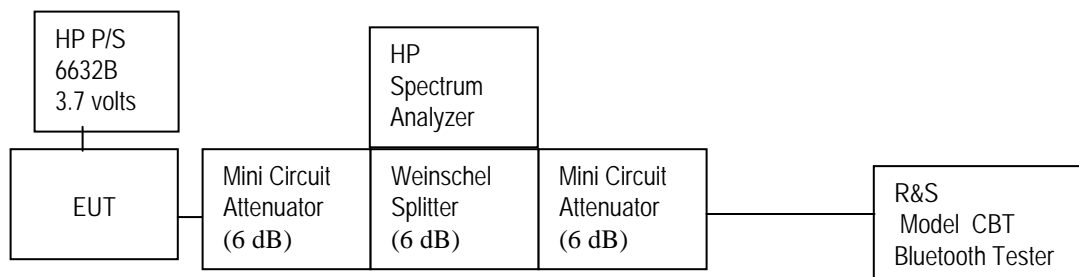 HP P/S
6632B
3.7 volts
HP
Spectrum
Analyzer
EUT
Mini Circuit
Attenuator
(6 dB)
Weinschel
Splitter
(6 dB)
Mini Circuit
Attenuator
(6 dB)
R&S
Model CBT
Bluetooth Tester